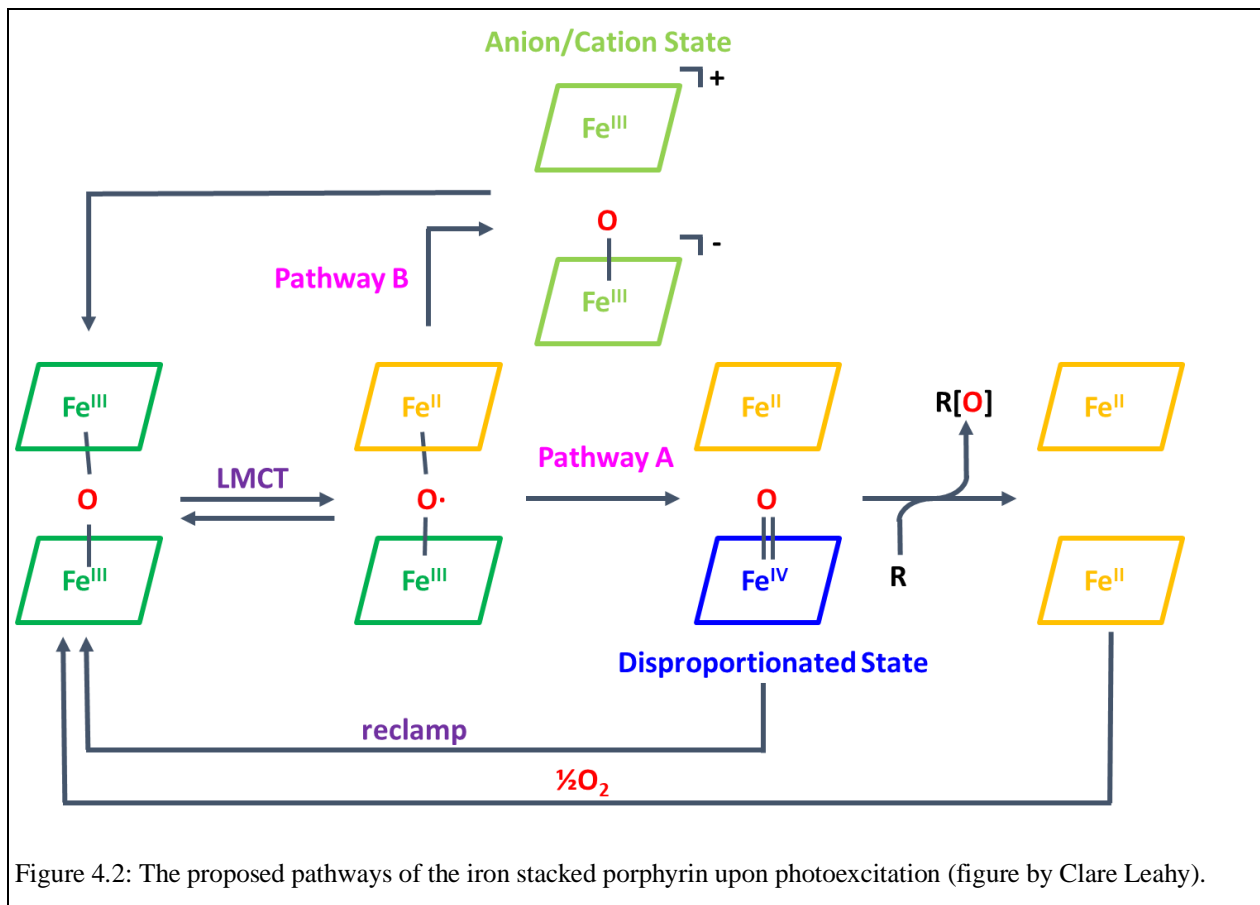 Anion/Cation State
+
Fe^III
O
-
Fe^III
Pathway B
Fe^III
O
Fe^III
LMCT
Fe^II
O·
Fe^III
Pathway A
Fe^II
O
Fe^IV
Disproportionated State
R[O]
R
Fe^II
Fe^II
reclamp
½O₂
Figure 4.2: The proposed pathways of the iron stacked porphyrin upon photoexcitation (figure by Clare Leahy).